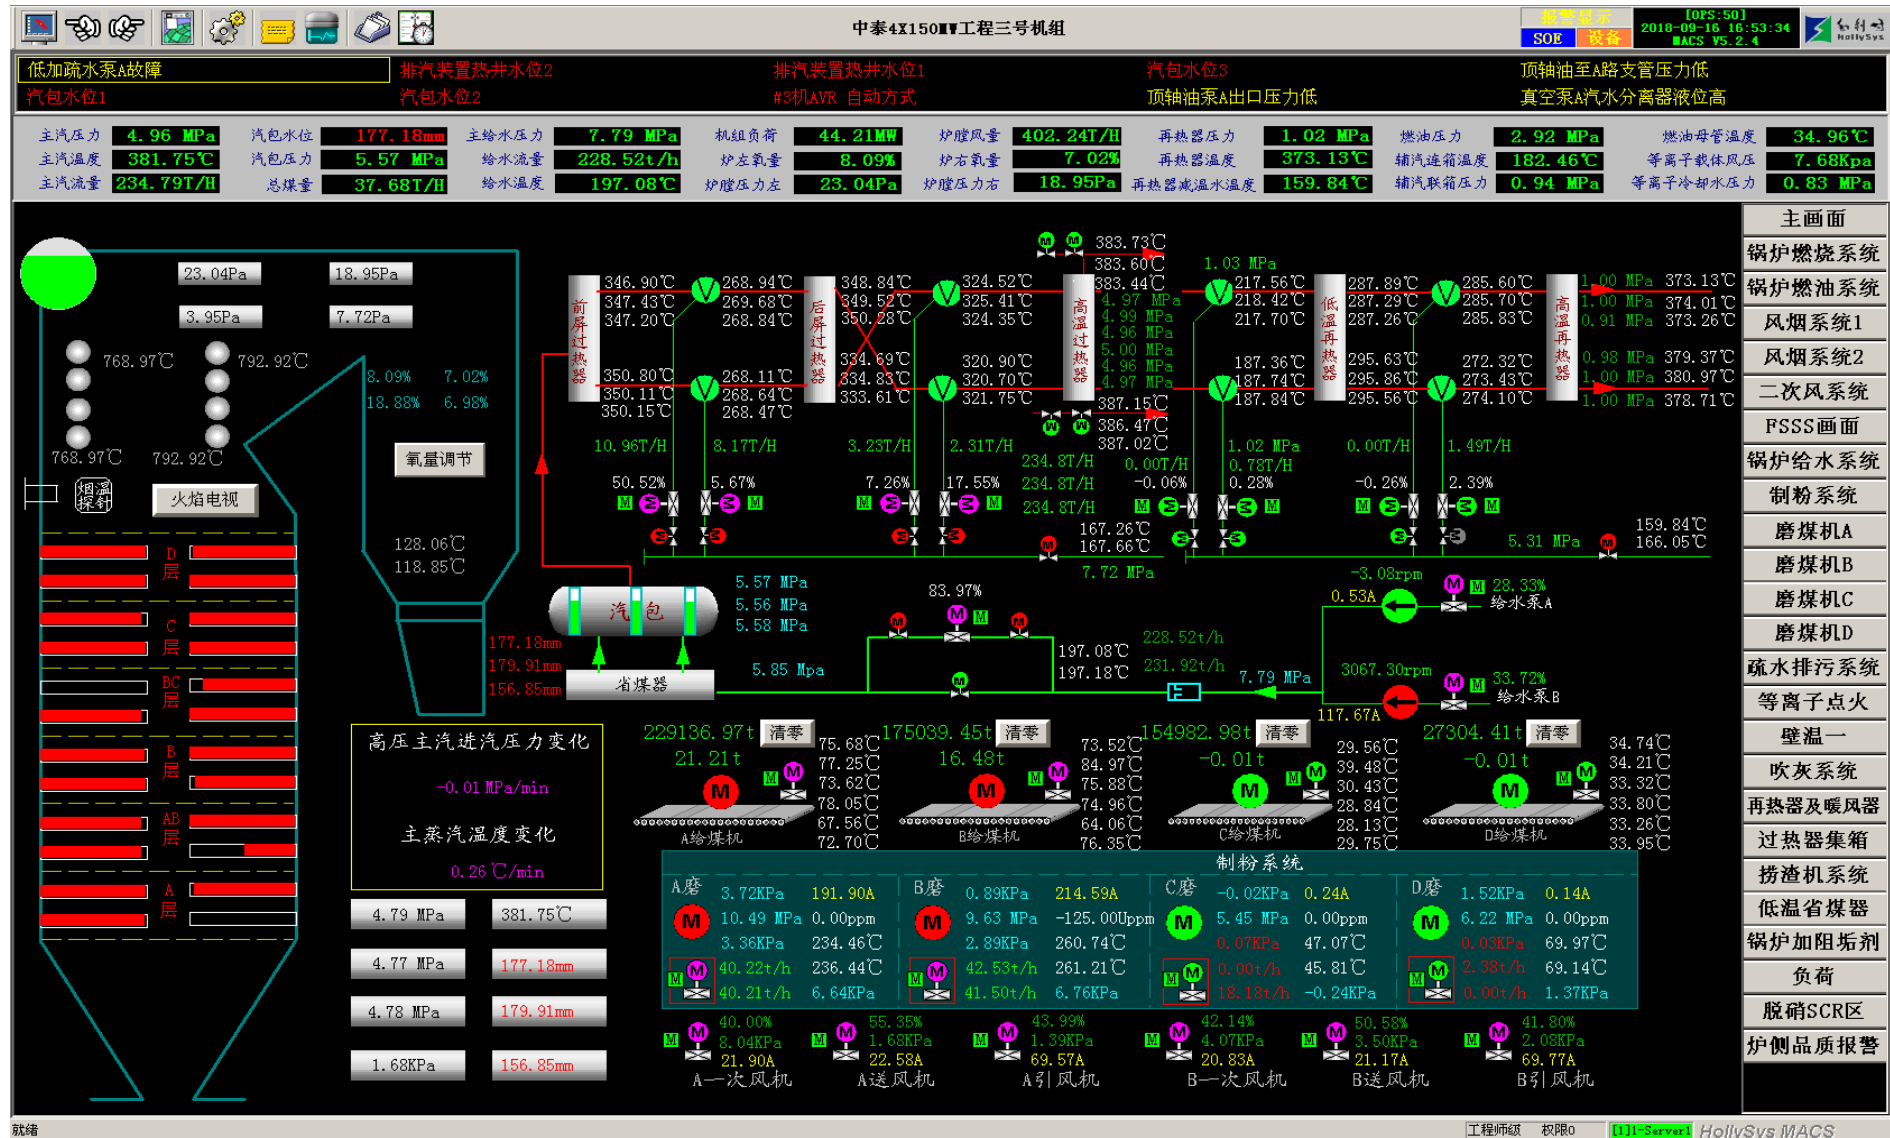 中泰4X150MW工程三号机组
报警显示
SOE 设备
[OPS:50]
2018-09-16 16:53:34
MACS V5.2.4
和利时
HollySys
低加疏水泵A故障 排汽装置热井水位2 排汽装置热井水位1 汽包水位3 顶轴油至A路支管压力低
汽包水位1 汽包水位2 #3机AVR 自动方式 顶轴油泵A出口压力低 真空泵A汽水分离器液位高
主汽压力 4.96 MPa 汽包水位 177.18mm 主给水压力 7.79 MPa 机组负荷 44.21MW 炉膛风量 402.24T/H 再热器压力 1.02 MPa 燃油压力 2.92 MPa 燃油母管温度 34.96℃
主汽温度 381.75℃ 汽包压力 5.57 MPa 给水流量 228.52t/h 炉左氧量 8.09% 炉右氧量 7.02% 再热器温度 373.13℃ 辅汽连箱温度 182.46℃ 等离子载体风压 7.68Kpa
主汽流量 234.79T/H 总煤量 37.68T/H 给水温度 197.08℃ 炉膛压力左 23.04Pa 炉膛压力右 18.95Pa 再热器减温水温度 159.84℃ 辅汽联箱压力 0.94 MPa 等离子冷却水压力 0.83 MPa
主画面
锅炉燃烧系统
锅炉燃油系统
风烟系统1
风烟系统2
二次风系统
FSSS画面
锅炉给水系统
制粉系统
磨煤机A
磨煤机B
磨煤机C
磨煤机D
疏水排污系统
等离子点火
壁温一
吹灰系统
再热器及暖风器
过热器集箱
捞渣机系统
低温省煤器
锅炉加阻垢剂
负荷
脱硝SCR区
炉侧品质报警
23.04Pa 18.95Pa
3.95Pa 7.72Pa
768.97℃ 792.92℃
8.09% 7.02%
18.88% 6.98%
768.97℃ 792.92℃
氧量调节
烟温探针
火焰电视
128.06℃
118.85℃
D层
C层
BC层
B层
AB层
A层
383.73℃
383.60℃
383.44℃
1.03 MPa
前屏过热器
346.90℃ 268.94℃
347.43℃ 269.68℃
347.20℃ 268.84℃
350.80℃ 268.11℃
350.11℃ 268.64℃
350.15℃ 268.47℃
后屏过热器
348.84℃ 324.52℃
349.52℃ 325.41℃
350.28℃ 324.35℃
334.69℃ 320.90℃
334.83℃ 320.70℃
333.61℃ 321.75℃
高温过热器
4.97 MPa
4.99 MPa
4.96 MPa
5.00 MPa
4.96 MPa
4.97 MPa
217.56℃
218.42℃
217.70℃
187.36℃
187.74℃
187.84℃
低温再热器
287.89℃ 285.60℃
287.29℃ 285.70℃
287.26℃ 285.83℃
295.63℃ 272.32℃
295.86℃ 273.43℃
295.56℃ 274.10℃
高温再热器
1.00 MPa 373.13℃
1.00 MPa 374.01℃
0.91 MPa 373.26℃
0.98 MPa 379.37℃
1.00 MPa 380.97℃
1.00 MPa 378.71℃
387.15℃
386.47℃
387.02℃
10.96T/H 8.17T/H 3.23T/H 2.31T/H 1.02 MPa 0.00T/H 1.49T/H
234.8T/H 0.00T/H 0.78T/H
50.52% 5.67% 7.26% 17.55% 234.8T/H -0.06% 0.28% -0.26% 2.39%
234.8T/H
167.26℃
167.66℃
159.84℃
5.31 MPa 166.05℃
7.72 MPa
汽包
5.57 MPa
5.56 MPa
5.58 MPa
177.18mm
179.91mm
156.85mm
省煤器
5.85 Mpa
83.97%
197.08℃ 228.52t/h
197.18℃ 231.92t/h
7.79 MPa
-3.08rpm
0.53A
28.33%
给水泵A
3067.30rpm
117.67A
33.72%
给水泵B
高压主汽进汽压力变化
-0.01MPa/min
主蒸汽温度变化
0.26℃/min
4.79 MPa 381.75℃
4.77 MPa 177.18mm
4.78 MPa 179.91mm
1.68KPa 156.85mm
229136.97t 清零
21.21t
75.68℃
77.25℃
73.62℃
78.05℃
67.56℃
72.70℃
A给煤机
175039.45t 清零
16.48t
73.52℃
84.97℃
75.88℃
74.96℃
64.06℃
76.35℃
B给煤机
154982.98t 清零
-0.01t
29.56℃
39.48℃
30.43℃
28.84℃
28.13℃
29.75℃
C给煤机
27304.41t 清零
-0.01t
34.74℃
34.21℃
33.32℃
33.80℃
33.26℃
33.95℃
D给煤机
制粉系统
A磨 3.72KPa 191.90A
10.49 MPa 0.00ppm
3.36KPa 234.46℃
40.22t/h 236.44℃
40.21t/h 6.64KPa
B磨 0.89KPa 214.59A
9.63 MPa -125.00Uppm
2.89KPa 260.74℃
42.53t/h 261.21℃
41.50t/h 6.76KPa
C磨 -0.02KPa 0.24A
5.45 MPa 0.00ppm
0.07KPa 47.07℃
0.00t/h 45.81℃
18.18t/h -0.24KPa
D磨 1.52KPa 0.14A
6.22 MPa 0.00ppm
0.03KPa 69.97℃
2.38t/h 69.14℃
0.00t/h 1.37KPa
40.00% 55.35% 43.99% 42.14% 50.58% 41.80%
8.04KPa 1.68KPa 1.39KPa 4.07KPa 3.50KPa 2.08KPa
21.90A 22.58A 69.57A 20.83A 21.17A 69.77A
A一次风机 A送风机 A引风机 B一次风机 B送风机 B引风机
就绪 工程师级 权限0 [1]1-Server1 HollySys MACS